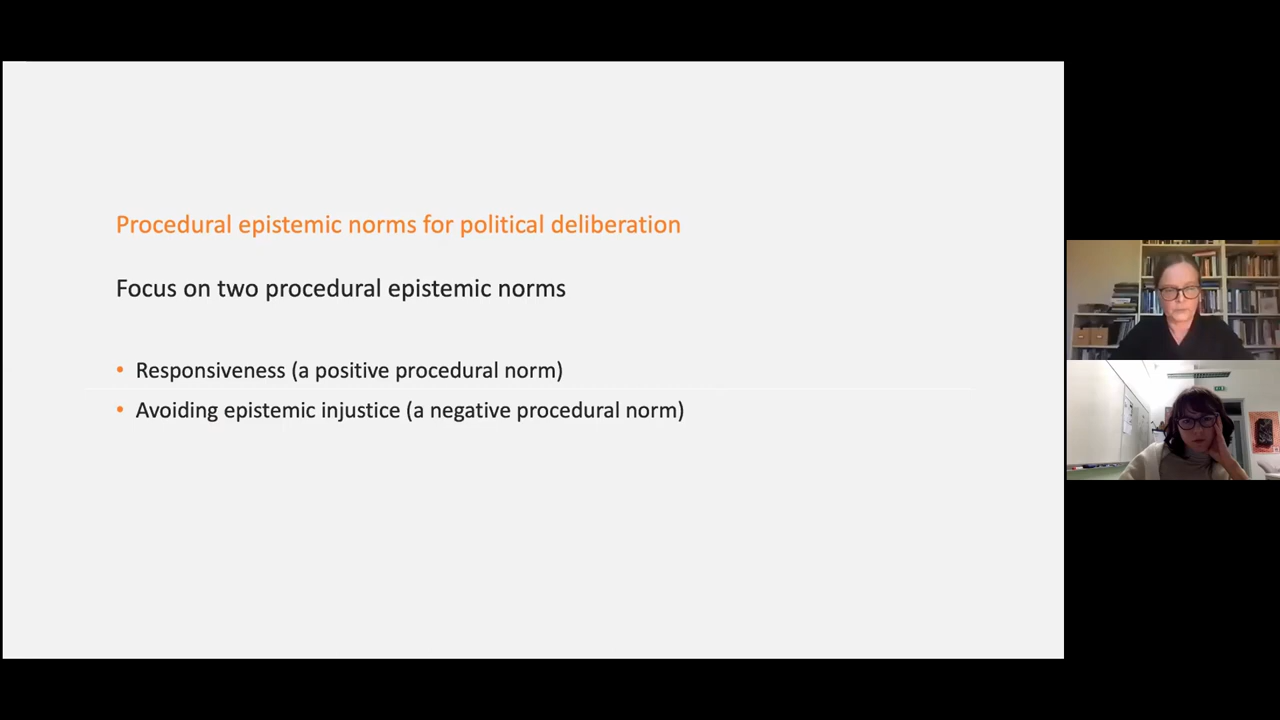 Procedural epistemic norms for political deliberation
Focus on two procedural epistemic norms
• Responsiveness (a positive procedural norm)
• Avoiding epistemic injustice (a negative procedural norm)